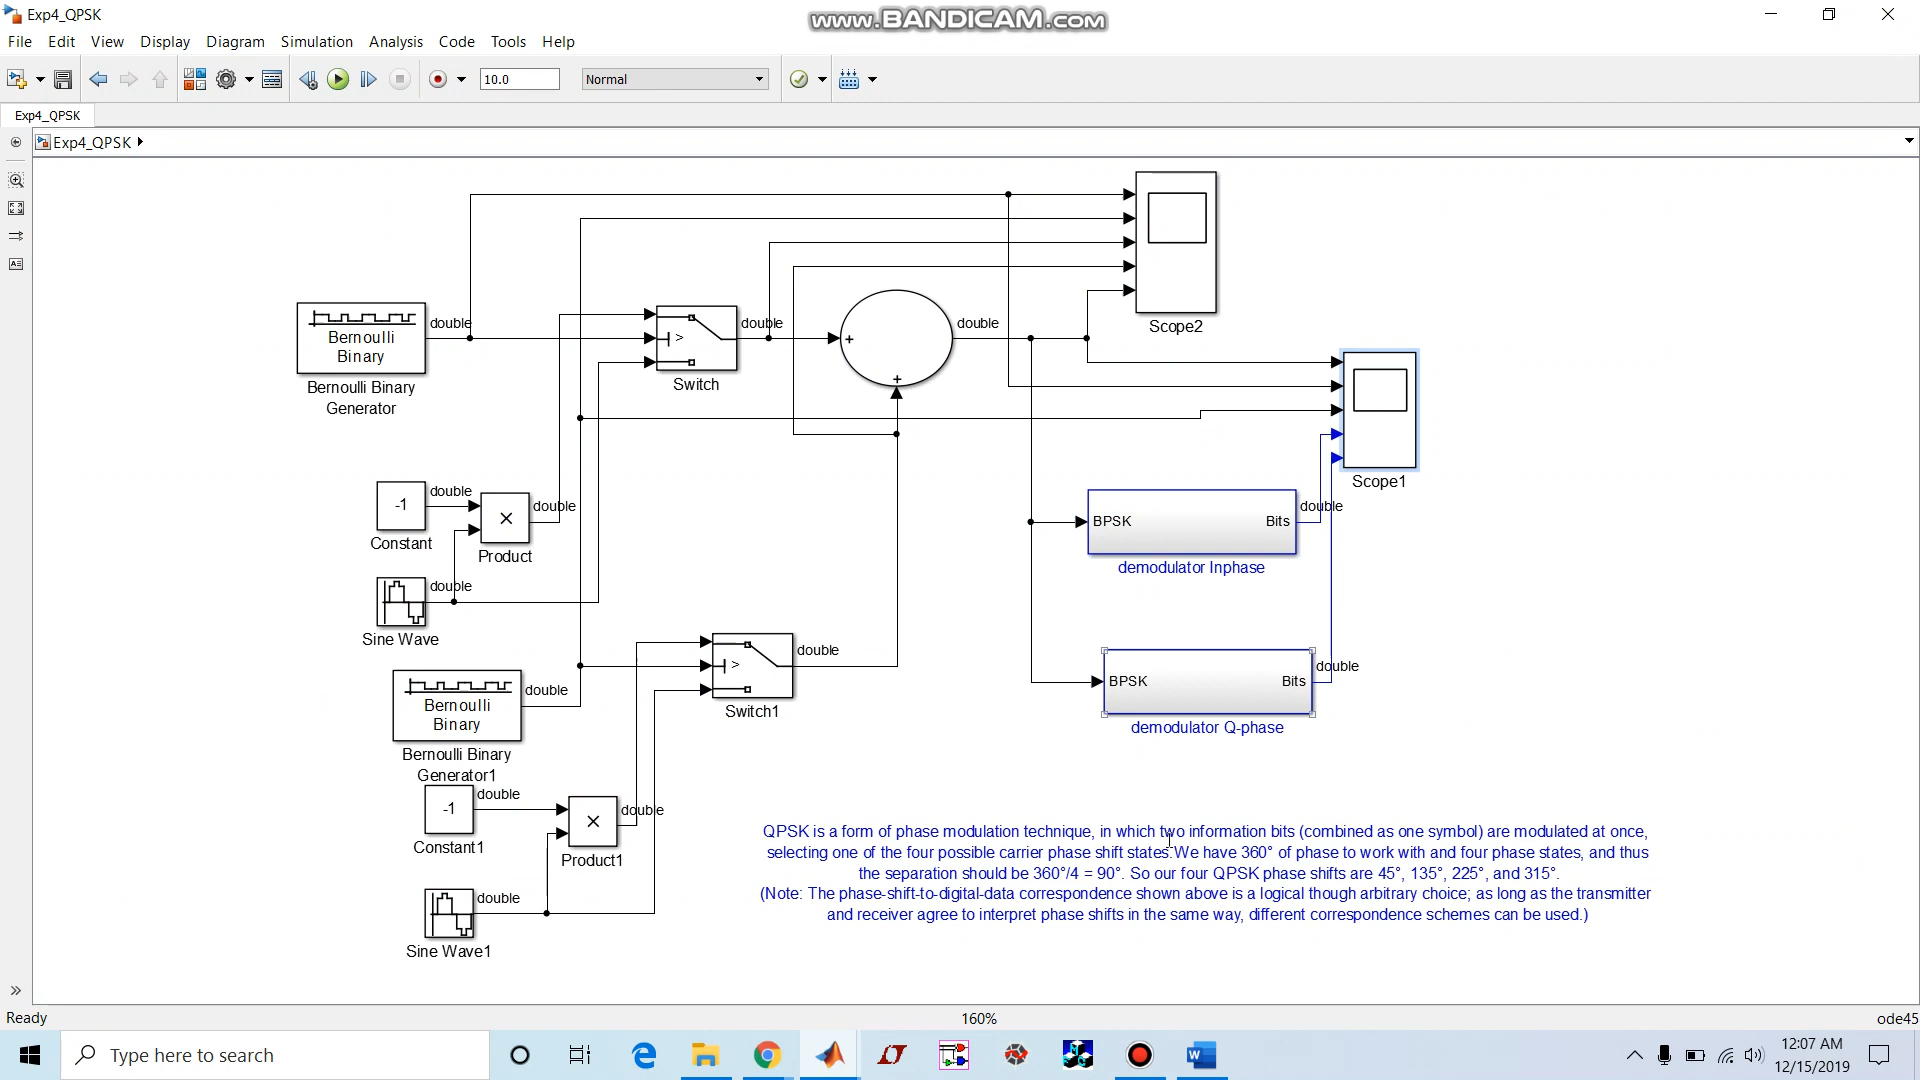 Exp4_QPSK
www.BANDICAM.com
File Edit View Display Diagram Simulation Analysis Code Tools Help
10.0 Normal
Exp4_QPSK
Exp4_QPSK
Scope2
Bernoulli
Binary
double
Bernoulli Binary
Generator
>
Switch
double
+
+
double
Scope1
-1
double
Constant
×
double
Product
double
Sine Wave
BPSK Bits
double
demodulator Inphase
Bernoulli
Binary
double
Bernoulli Binary
Generator1
>
double
Switch1
BPSK Bits
double
demodulator Q-phase
-1
double
Constant1
×
double
Product1
double
Sine Wave1
QPSK is a form of phase modulation technique, in which two information bits (combined as one symbol) are modulated at once,
selecting one of the four possible carrier phase shift states.We have 360° of phase to work with and four phase states, and thus
the separation should be 360°/4 = 90°. So our four QPSK phase shifts are 45°, 135°, 225°, and 315°.
(Note: The phase-shift-to-digital-data correspondence shown above is a logical though arbitrary choice; as long as the transmitter
and receiver agree to interpret phase shifts in the same way, different correspondence schemes can be used.)
Ready 160% ode45
Type here to search
12:07 AM
12/15/2019